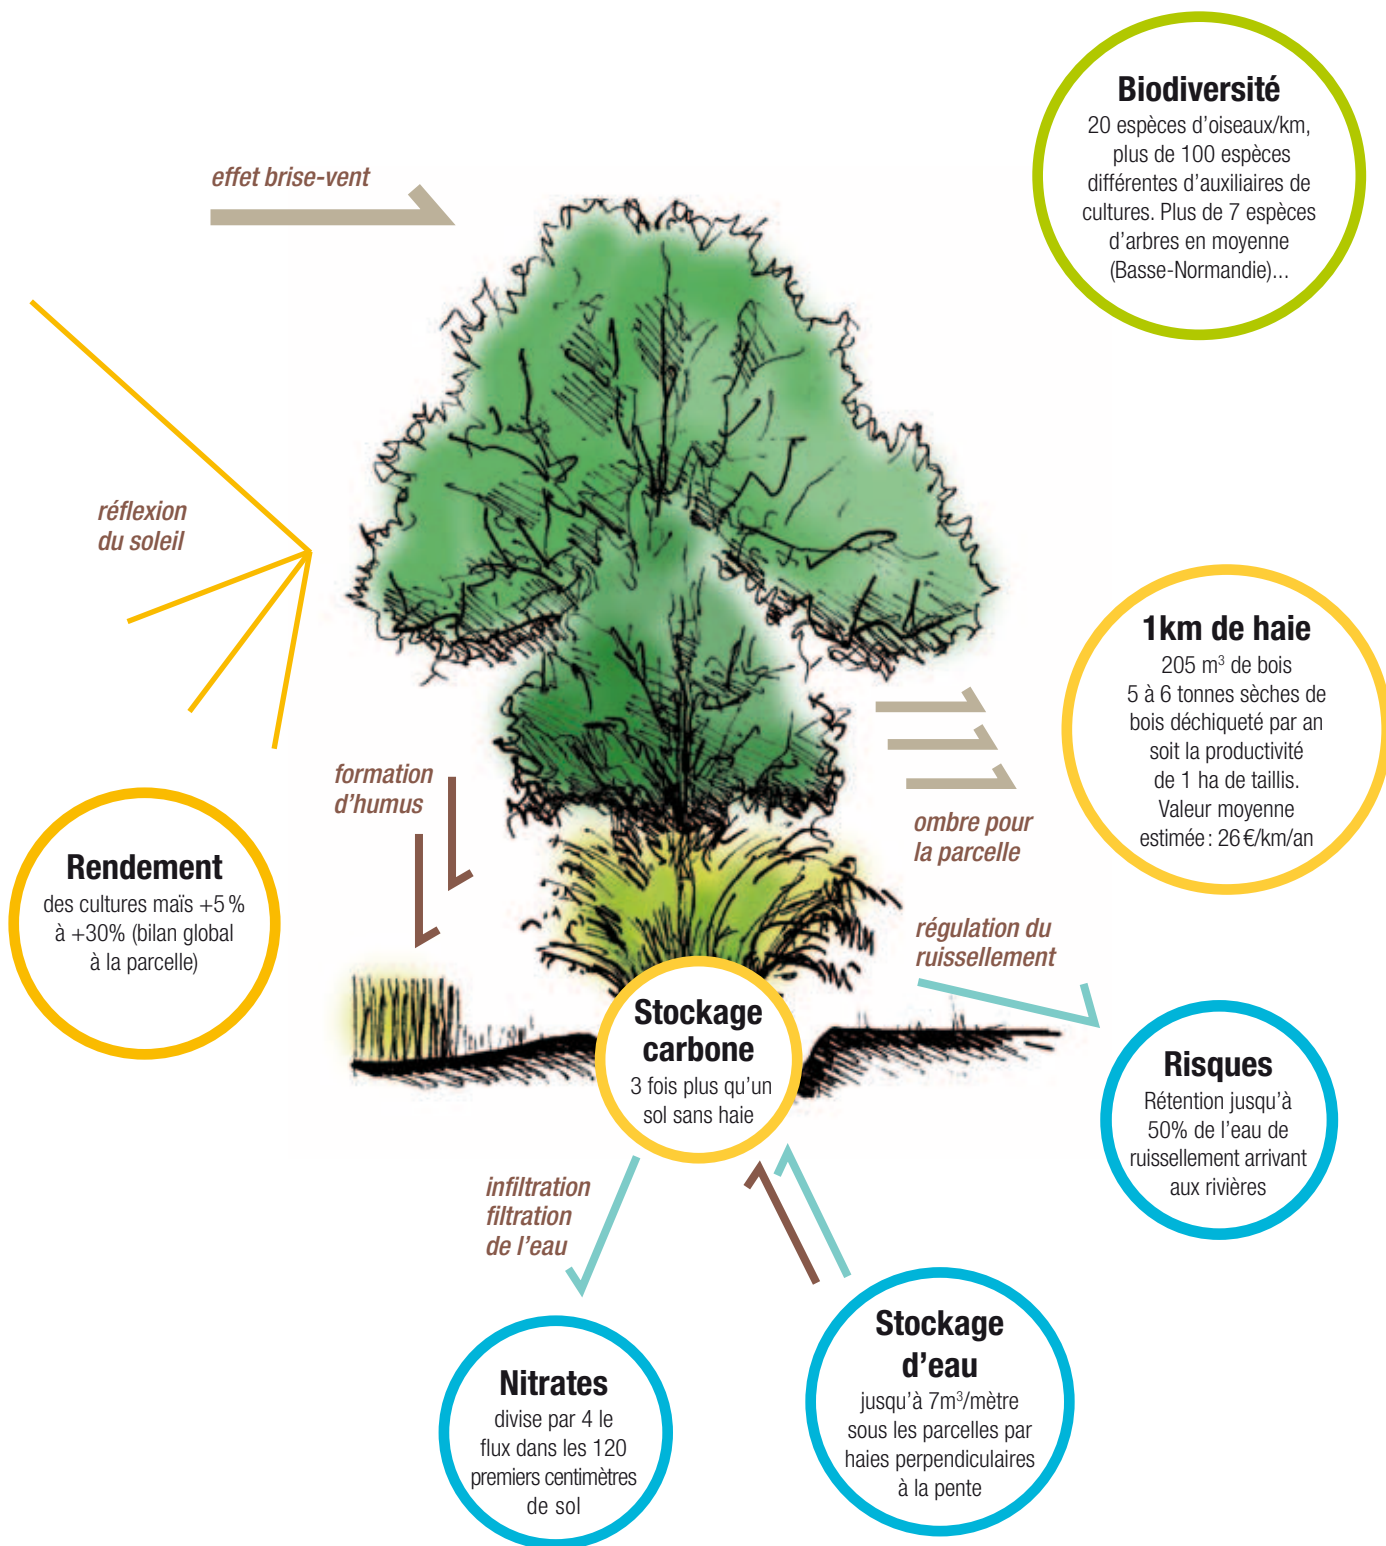 Biodiversité
20 espèces d’oiseaux/km,
plus de 100 espèces
différentes d’auxiliaires de
cultures. Plus de 7 espèces
d’arbres en moyenne
(Basse-Normandie)...
effet brise-vent
réflexion
du soleil
1km de haie
205 m³ de bois
5 à 6 tonnes sèches de
bois déchiqueté par an
soit la productivité
de 1 ha de taillis.
Valeur moyenne
estimée : 26 €/km/an
formation
d’humus
ombre pour
la parcelle
Rendement
des cultures maïs +5 %
à +30% (bilan global
à la parcelle)
régulation du
ruissellement
Stockage
carbone
3 fois plus qu’un
sol sans haie
Risques
Rétention jusqu’à
50% de l’eau de
ruissellement arrivant
aux rivières
infiltration
filtration
de l’eau
Stockage
d’eau
jusqu’à 7m³/mètre
sous les parcelles par
haies perpendiculaires
à la pente
Nitrates
divise par 4 le
flux dans les 120
premiers centimètres
de sol